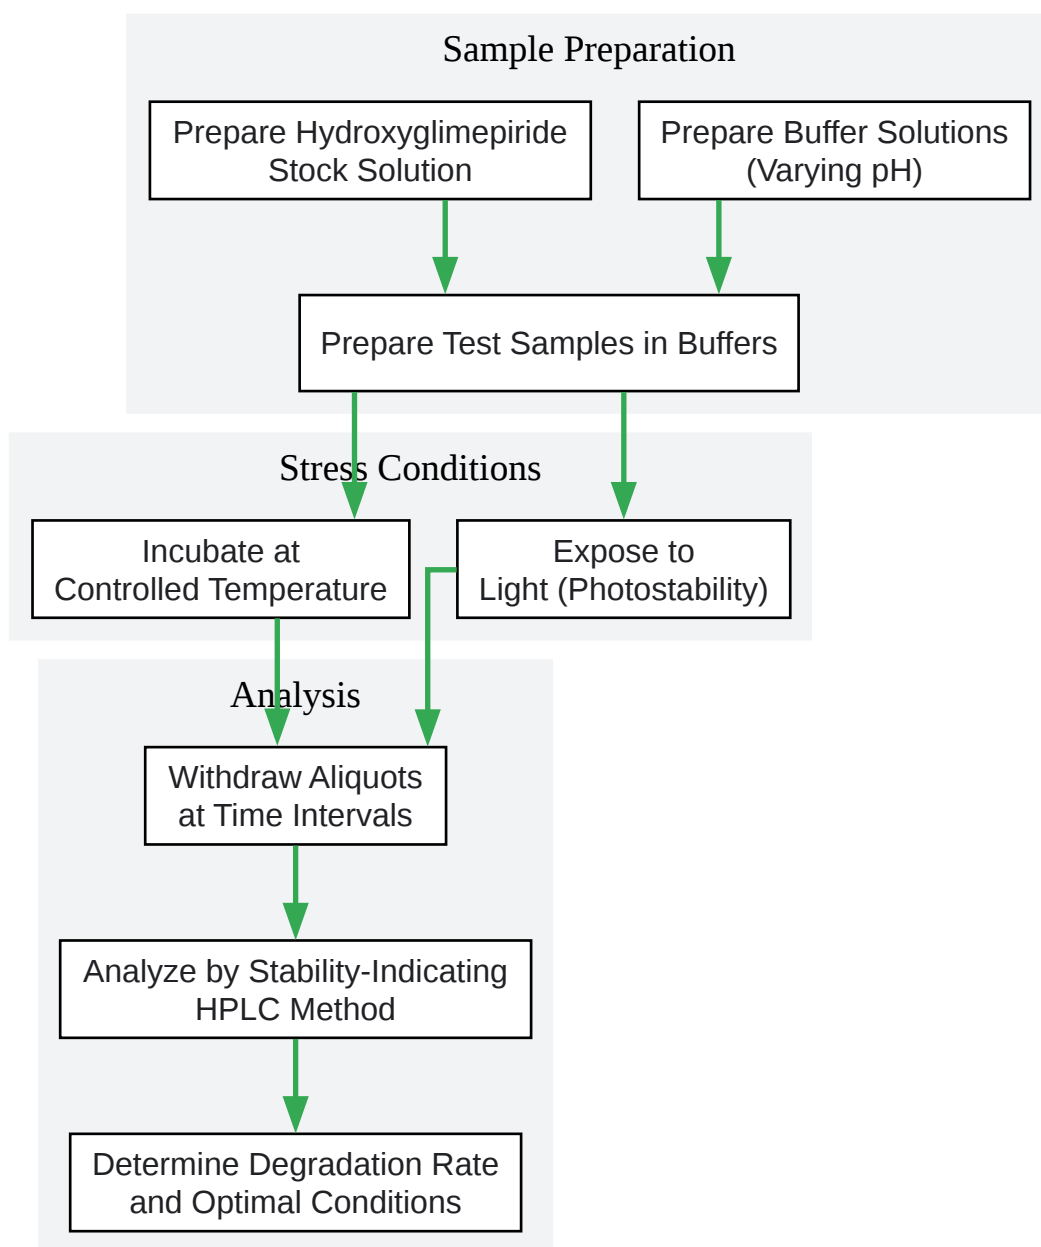 Sample Preparation
Prepare Hydroxyglimepiride
Stock Solution
Prepare Buffer Solutions
(Varying pH)
Prepare Test Samples in Buffers
Stress Conditions
Incubate at
Controlled Temperature
Expose to
Light (Photostability)
Analysis
Withdraw Aliquots
at Time Intervals
Analyze by Stability-Indicating
HPLC Method
Determine Degradation Rate
and Optimal Conditions